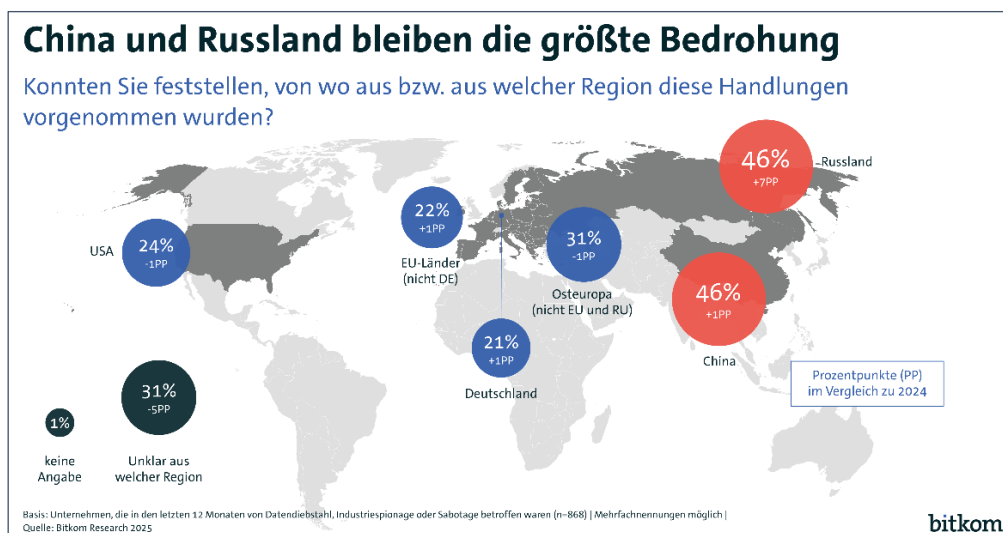 China und Russland bleiben die größte Bedrohung
Konnten Sie feststellen, von wo aus bzw. aus welcher Region diese Handlungen
vorgenommen wurden?
46%
+7PP
Russland
USA
24%
-1PP
22%
+1PP
EU-Länder
(nicht DE)
31%
-1PP
Osteuropa
(nicht EU und RU)
46%
+1PP
China
21%
+1PP
Deutschland
Prozentpunkte (PP)
im Vergleich zu 2024
1%
keine
Angabe
31%
-5PP
Unklar aus
welcher Region
Basis: Unternehmen, die in den letzten 12 Monaten von Datendiebstahl, Industriespionage oder Sabotage betroffen waren (n=868) | Mehrfachnennungen möglich |
Quelle: Bitkom Research 2025
bitkom